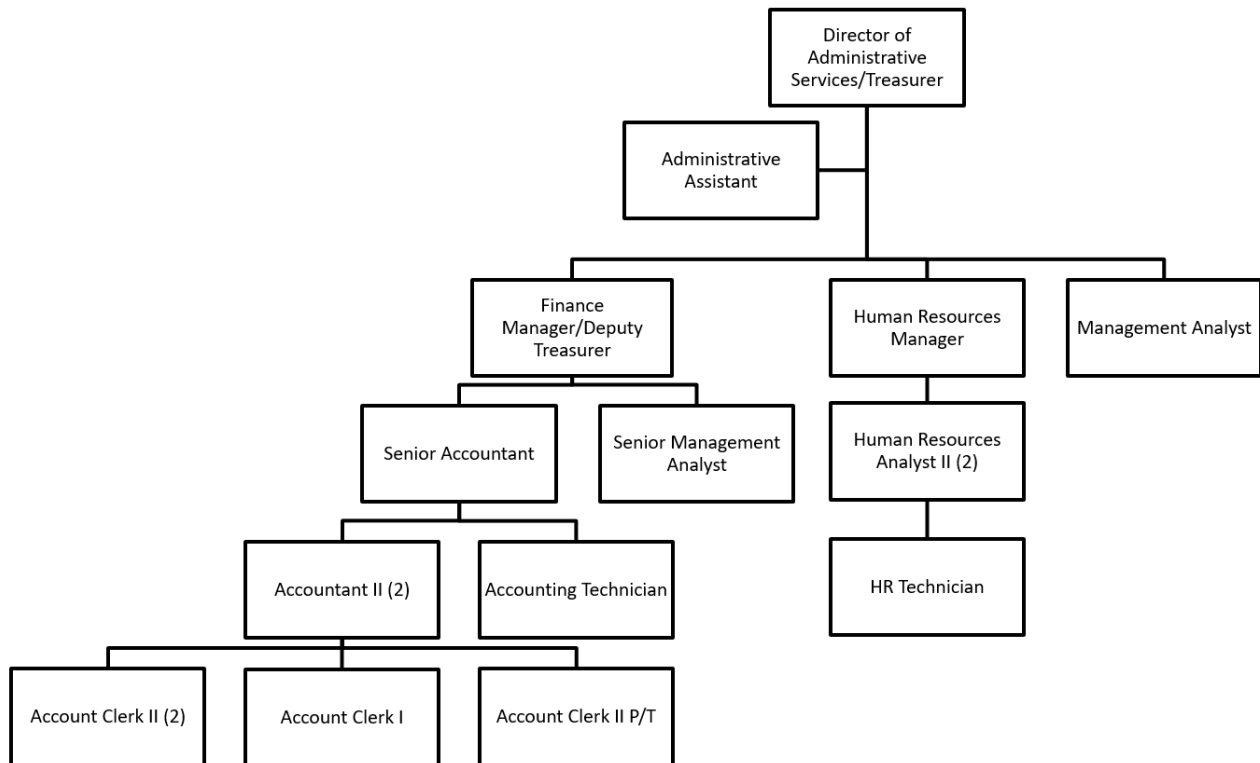 Director of
Administrative
Services/Treasurer
Administrative
Assistant
Finance
Manager/Deputy
Treasurer
Human Resources
Manager
Management Analyst
Senior Accountant
Senior Management
Analyst
Human Resources
Analyst II (2)
Accountant II (2)
Accounting Technician
HR Technician
Account Clerk II (2)
Account Clerk I
Account Clerk II P/T